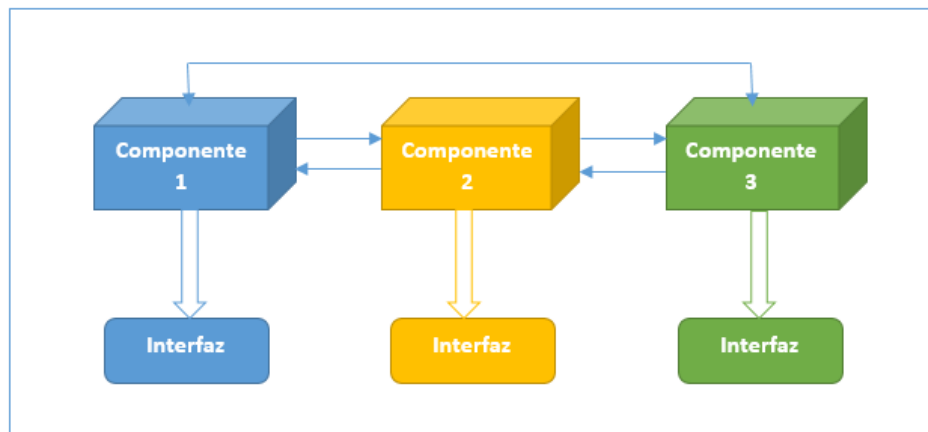 Componente
1
Componente
2
Componente
3
Interfaz
Interfaz
Interfaz